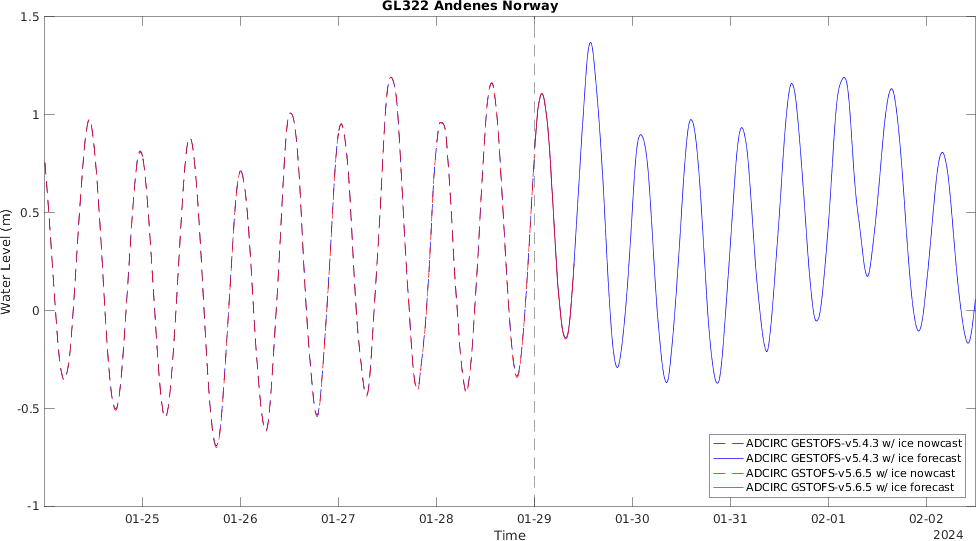 GL322 Andenes Norway
Water Level (m)
1.5
1
0.5
0
-0.5
-1
ADCIRC GESTOFS-v5.4.3 w/ ice nowcast
ADCIRC GESTOFS-v5.4.3 w/ ice forecast
ADCIRC GSTOFS-v5.6.5 w/ ice nowcast
ADCIRC GSTOFS-v5.6.5 w/ ice forecast
01-25 01-26 01-27 01-28 01-29 01-30 01-31 02-01 02-02
Time
2024